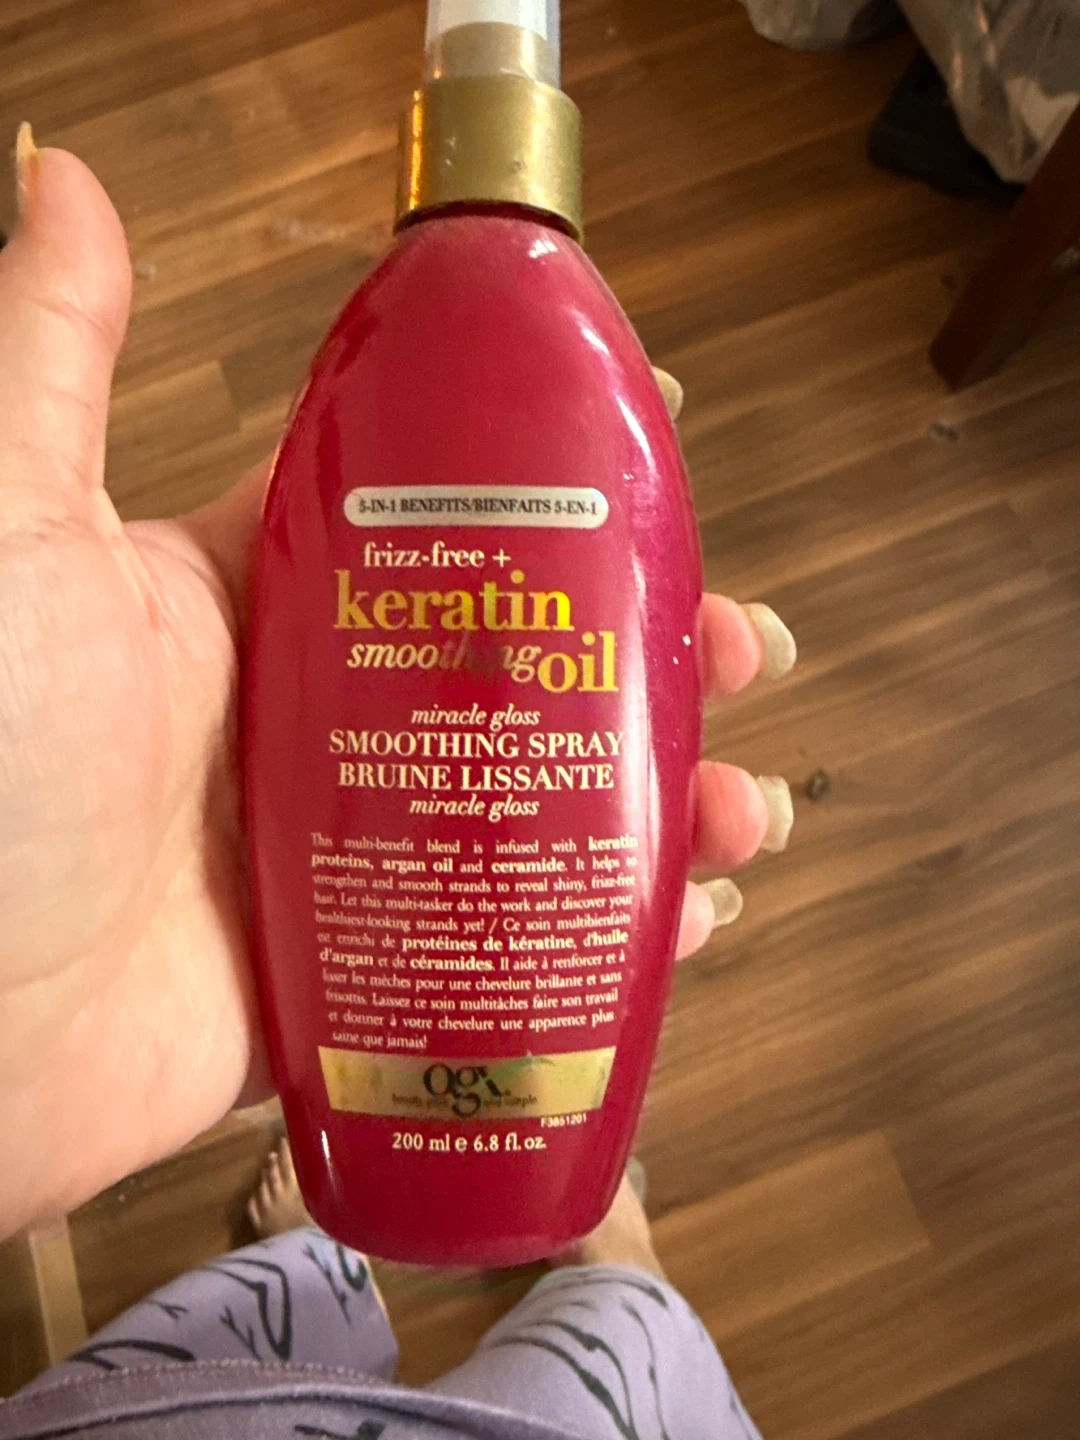 5-IN-1 BENEFITS/BIENFAITS 5-EN-1
frizz-free +
keratin
smoothing oil
miracle gloss
SMOOTHING SPRAY
BRUINE LISSANTE
miracle gloss
This multi-benefit blend is infused with keratin
proteins, argan oil and ceramide. It helps to
strengthen and smooth strands to reveal shiny, frizz-free
hair. Let this multi-tasker do the work and discover your
healthiest-looking strands yet! / Ce soin multibienfaits
est enrichi de protéines de kératine, d'huile
d'argan et de céramides. Il aide à renforcer et à
lisser les mèches pour une chevelure brillante et sans
frisottis. Laissez ce soin multitâches faire son travail
et donner à votre chevelure une apparence plus
saine que jamais!
ogx
beauty pure and simple
F3851201
200 ml e 6.8 fl. oz.